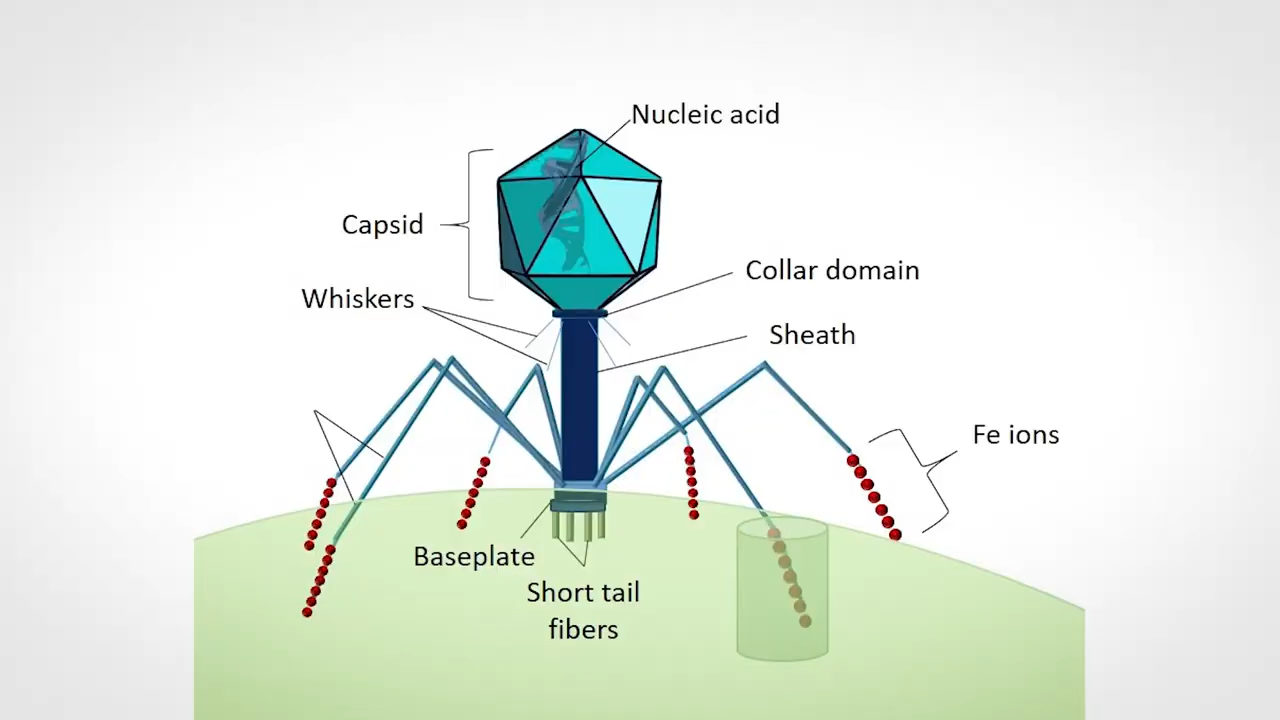 Nucleic acid
Capsid
Collar domain
Whiskers
Sheath
Fe ions
Baseplate
Short tail
fibers